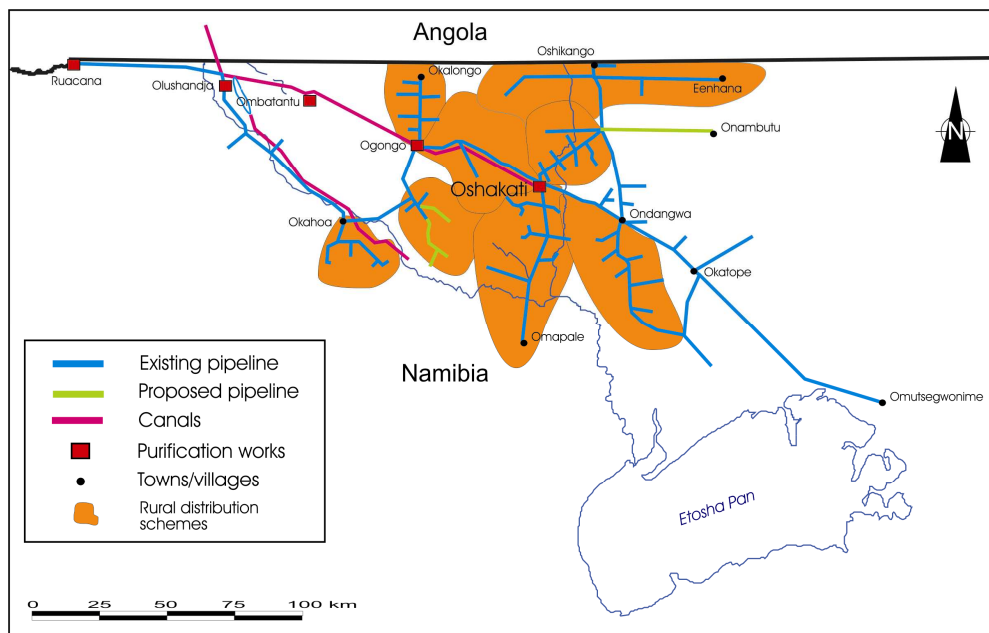 Angola
Oshikango
Ruacana
Okalongo
Eenhana
Olushandja
Ombatantu
Onambutu
N
Ogongo
Oshakati
Okahoa
Ondangwa
Okatope
Omapale
Namibia
Omutsegwonime
Etosha Pan
Existing pipeline
Proposed pipeline
Canals
Purification works
Towns/villages
Rural distribution
schemes
0 25 50 75 100 km